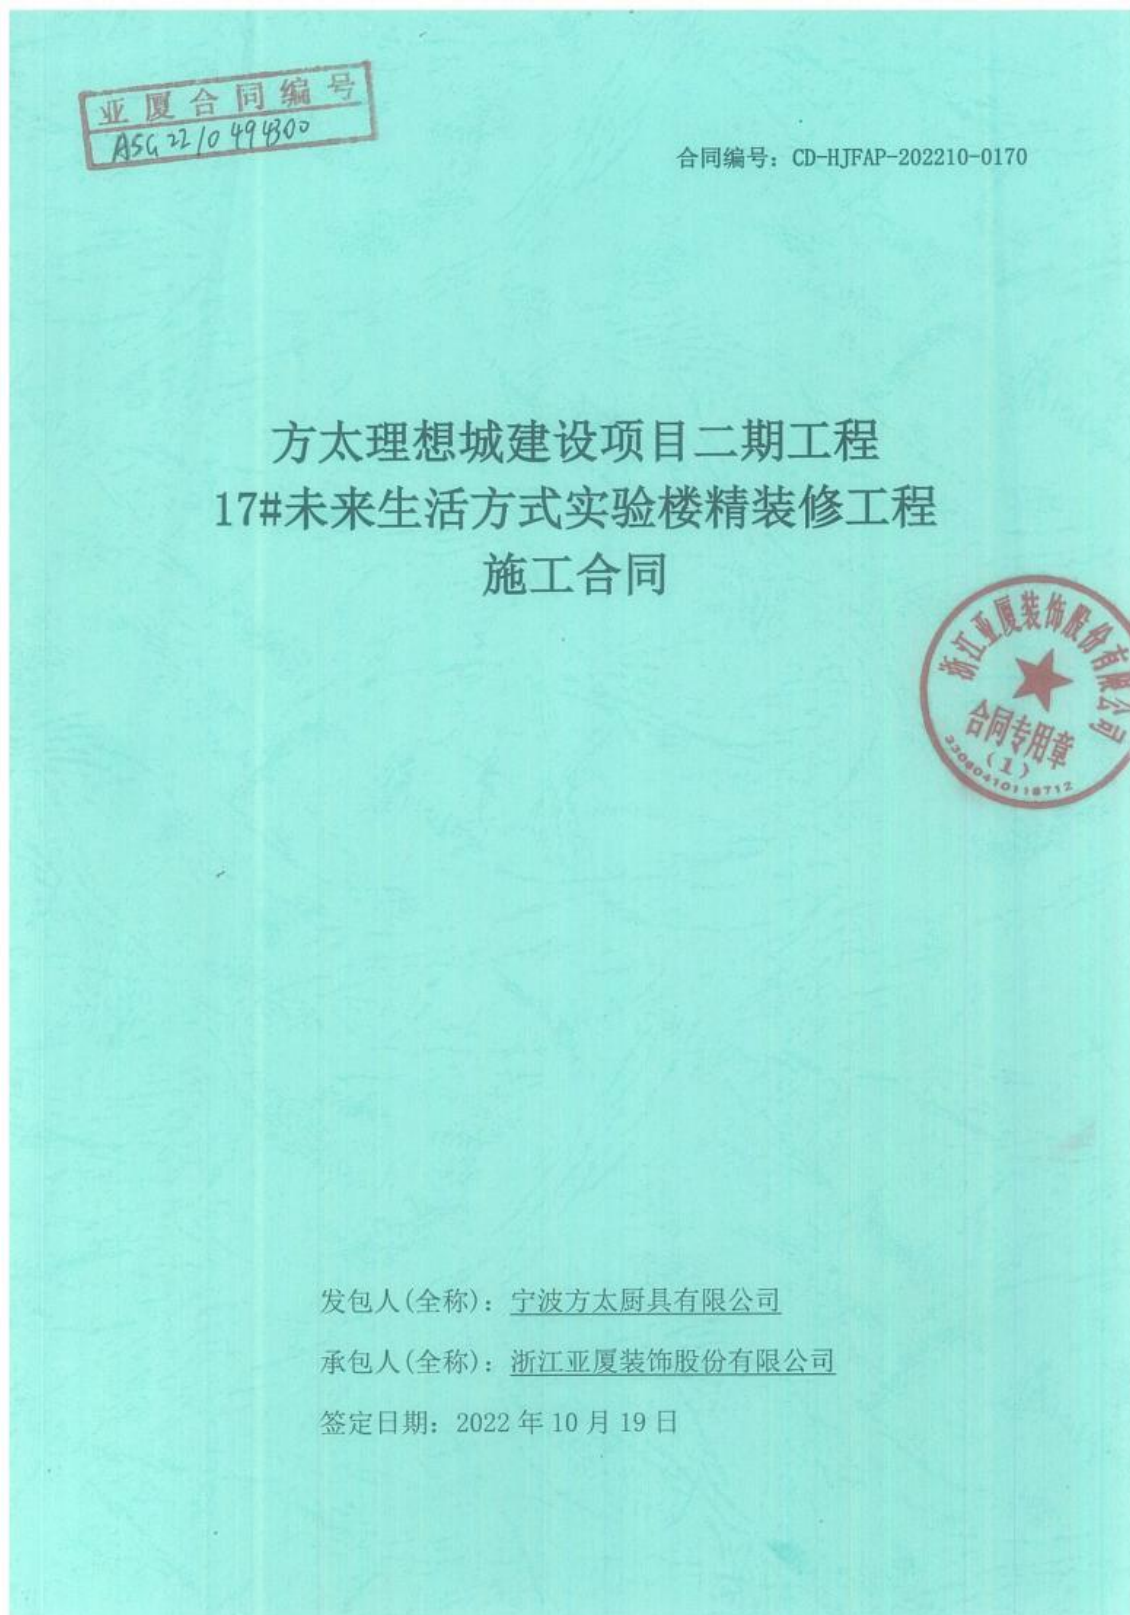 亚厦合同编号
ASG2210494300
合同编号：CD-HJFAP-202210-0170
方太理想城建设项目二期工程
17#未来生活方式实验楼精装修工程
施工合同
浙江亚厦装饰股份有限公司
合同专用章
（1）
33060410118712
发包人(全称)：宁波方太厨具有限公司
承包人(全称)：浙江亚厦装饰股份有限公司
签定日期：2022年10月19日